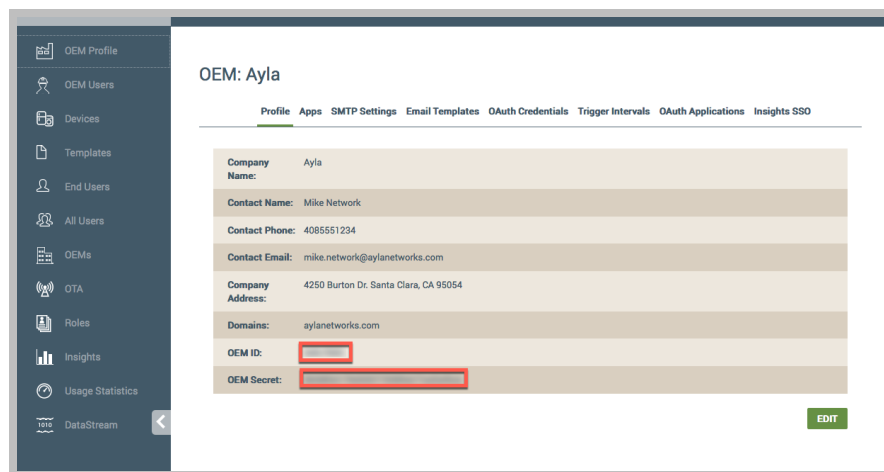 OEM Profile
OEM Users
Devices
Templates
End Users
All Users
OEMs
OTA
Roles
Insights
Usage Statistics
1010 DataStream
OEM: Ayla
Profile Apps SMTP Settings Email Templates OAuth Credentials Trigger Intervals OAuth Applications Insights SSO
Company Ayla
Name:
Contact Name: Mike Network
Contact Phone: 4085551234
Contact Email: mike.network@aylanetworks.com
Company 4250 Burton Dr. Santa Clara, CA 95054
Address:
Domains: aylanetworks.com
OEM ID:
OEM Secret:
EDIT